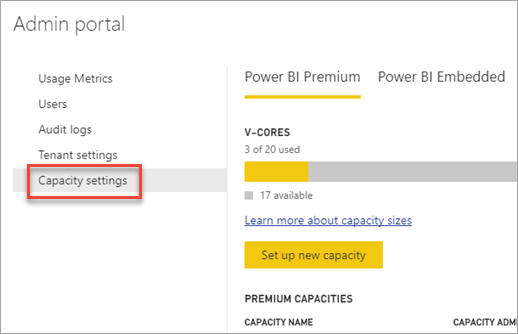 Admin portal
Usage Metrics
Users
Audit logs
Tenant settings
Capacity settings
Power BI Premium Power BI Embedded
V-CORES
3 of 20 used
17 available
Learn more about capacity sizes
Set up new capacity
PREMIUM CAPACITIES
CAPACITY NAME CAPACITY ADM